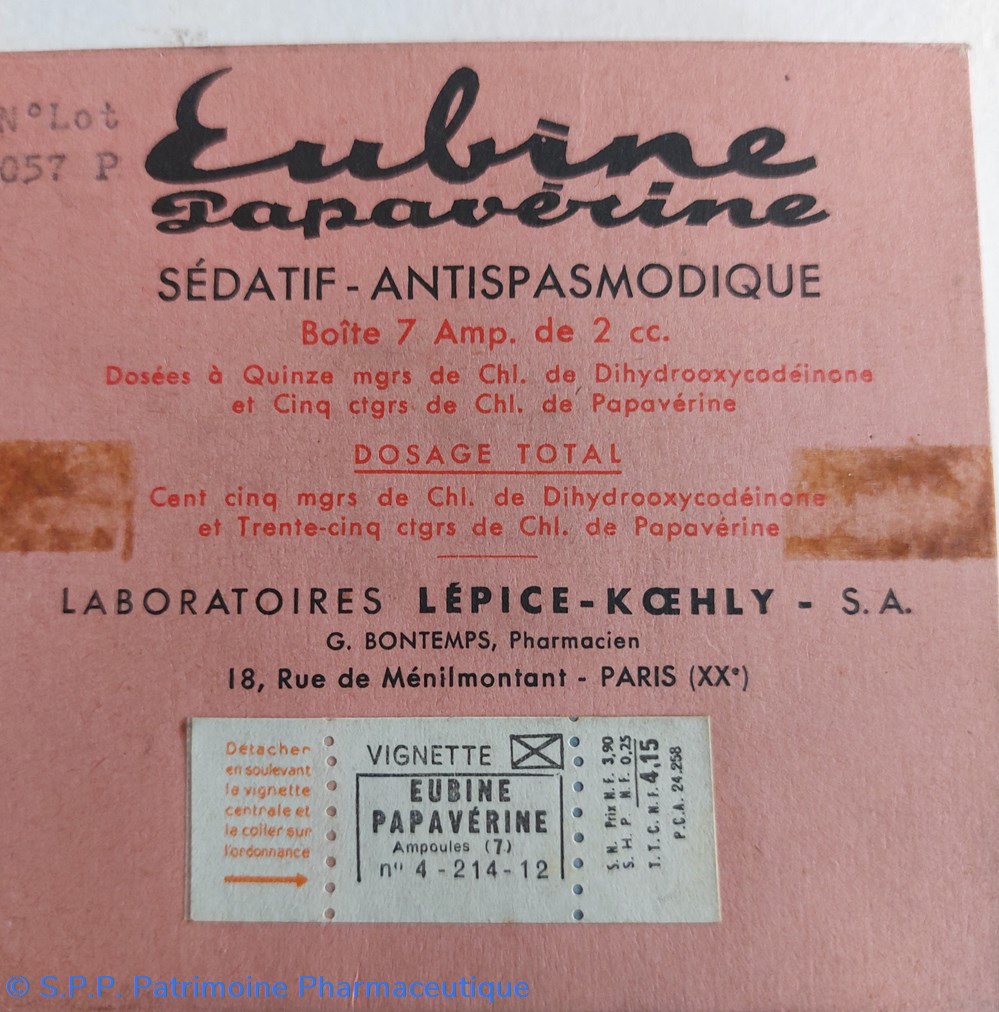 N° Lot
057 P
Eubine
Papavérine
SÉDATIF - ANTISPASMODIQUE
Boîte 7 Amp. de 2 cc.
Dosées à Quinze mgrs de Chl. de Dihydrooxycodéinone
et Cinq ctgrs de Chl. de Papavérine
DOSAGE TOTAL
Cent cinq mgrs de Chl. de Dihydrooxycodéinone
et Trente-cinq ctgrs de Chl. de Papavérine
LABORATOIRES LÉPICE-KŒHLY - S.A.
G. BONTEMPS, Pharmacien
18, Rue de Ménilmontant - PARIS (XXe)
Détacher
en soulevant
la vignette
centrale et
la coller sur
l'ordonnance
VIGNETTE
EUBINE
PAPAVÉRINE
Ampoules (7)
n° 4-214-12
S. N. Prix N. F. 3,90
S. H. P. N. F. 0,25
T. T. C. N. F. 4,15
P.C.A. 24.258
© S.P.P. Patrimoine Pharmaceutique